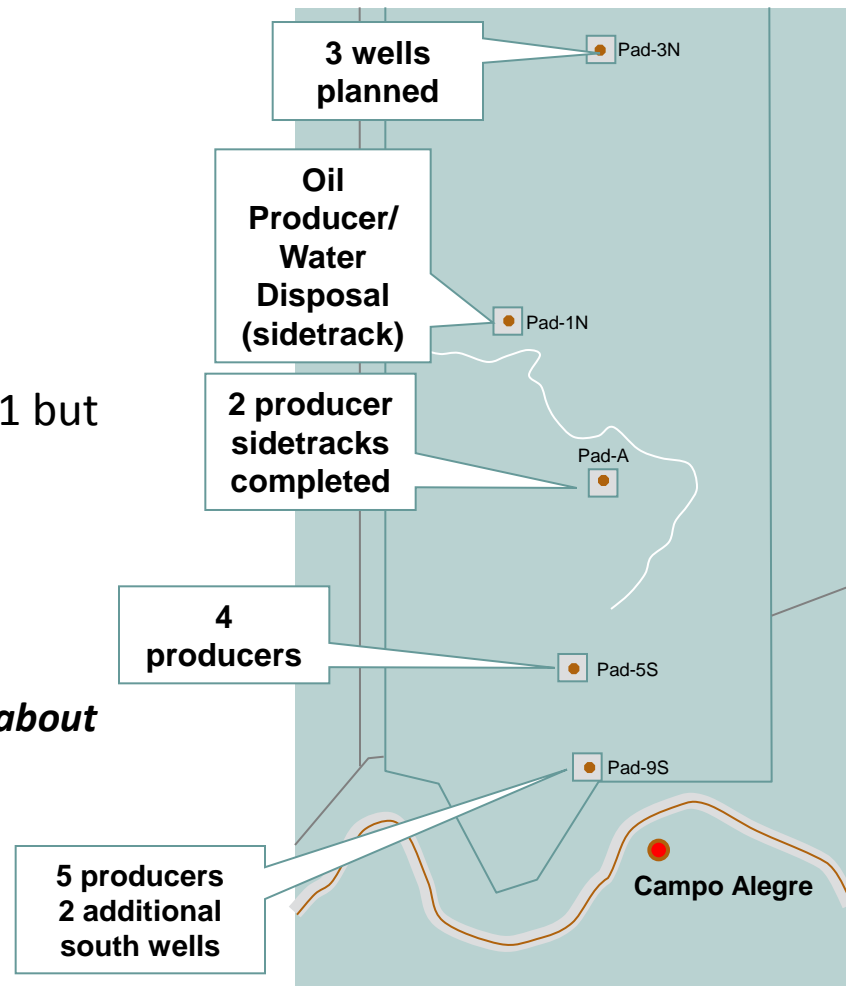 3 wells
planned
Pad-3N
Oil
Producer/
Water
Disposal
(sidetrack)
Pad-1N
1 but
2 producer
sidetracks
completed
Pad-A
4
producers
Pad-5S
about
Pad-9S
5 producers
2 additional
south wells
Campo Alegre